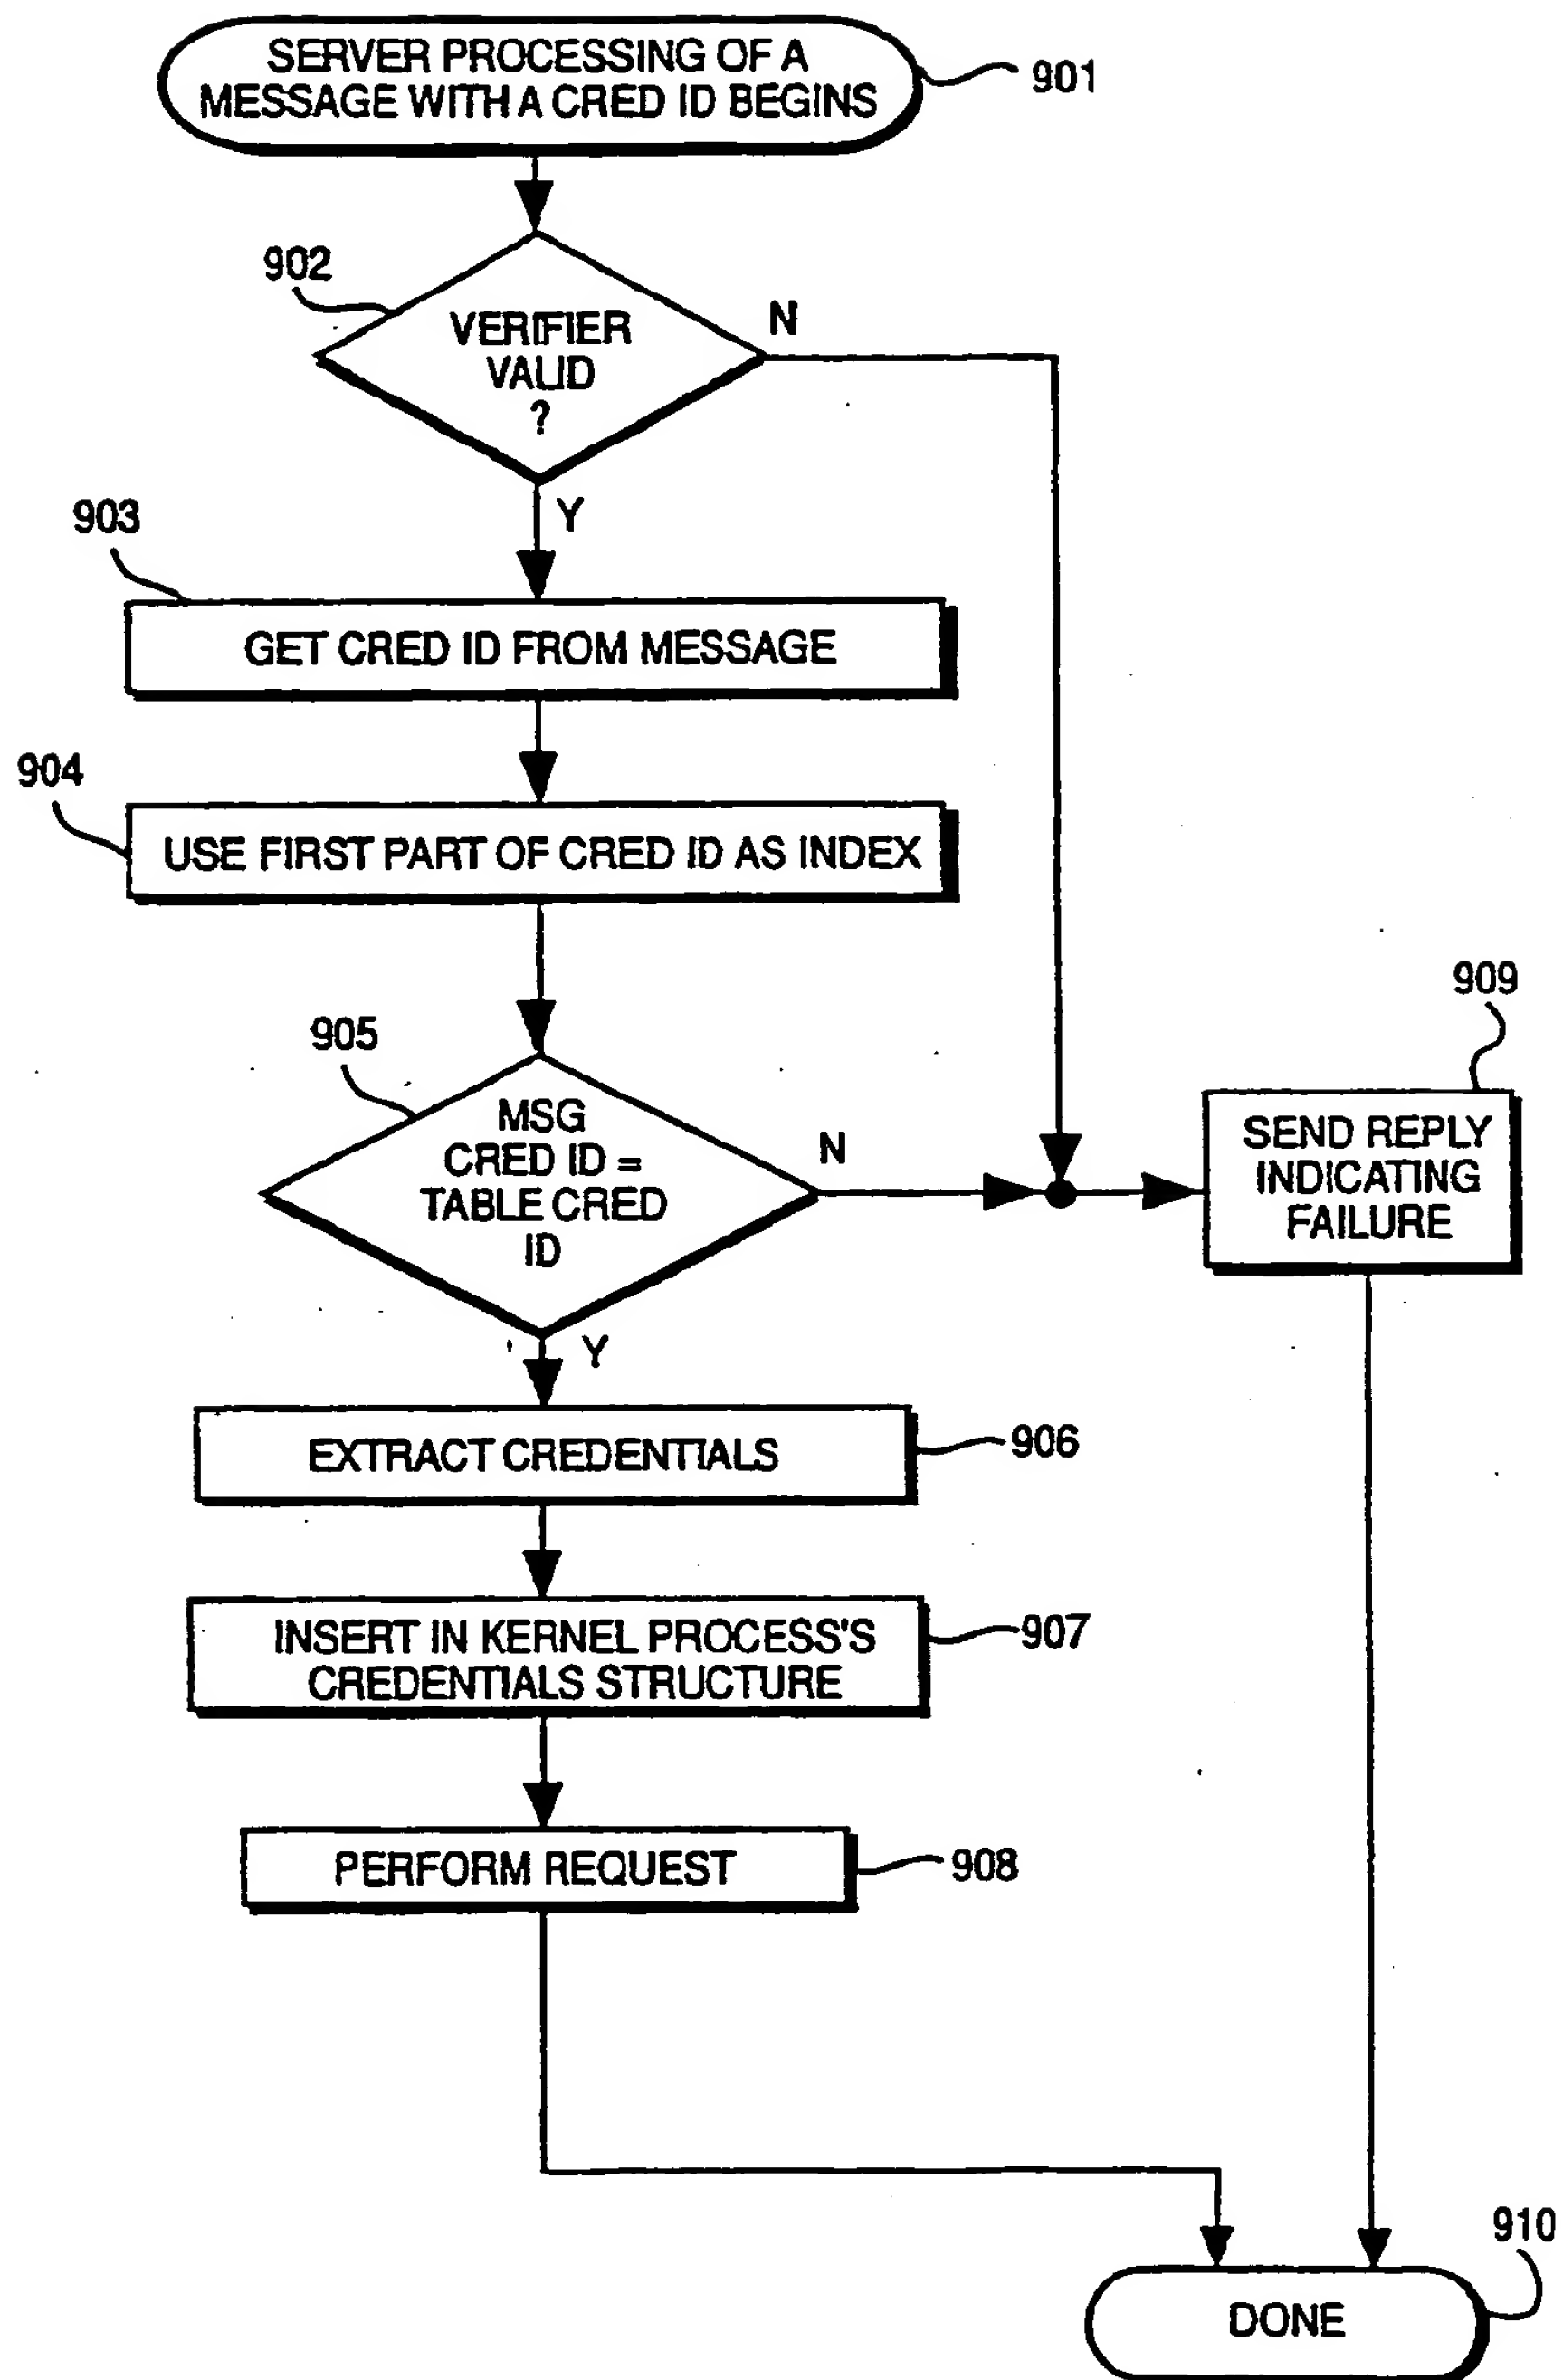 SERVER PROCESSING OF A
MESSAGE WITH A CRED ID BEGINS
901
902
VERIFIER
VALID
?
N
Y
903
GET CRED ID FROM MESSAGE
904
USE FIRST PART OF CRED ID AS INDEX
905
MSG
CRED ID =
TABLE CRED
ID
N
Y
909
SEND REPLY
INDICATING
FAILURE
EXTRACT CREDENTIALS
906
INSERT IN KERNEL PROCESS'S
CREDENTIALS STRUCTURE
907
PERFORM REQUEST
908
910
DONE